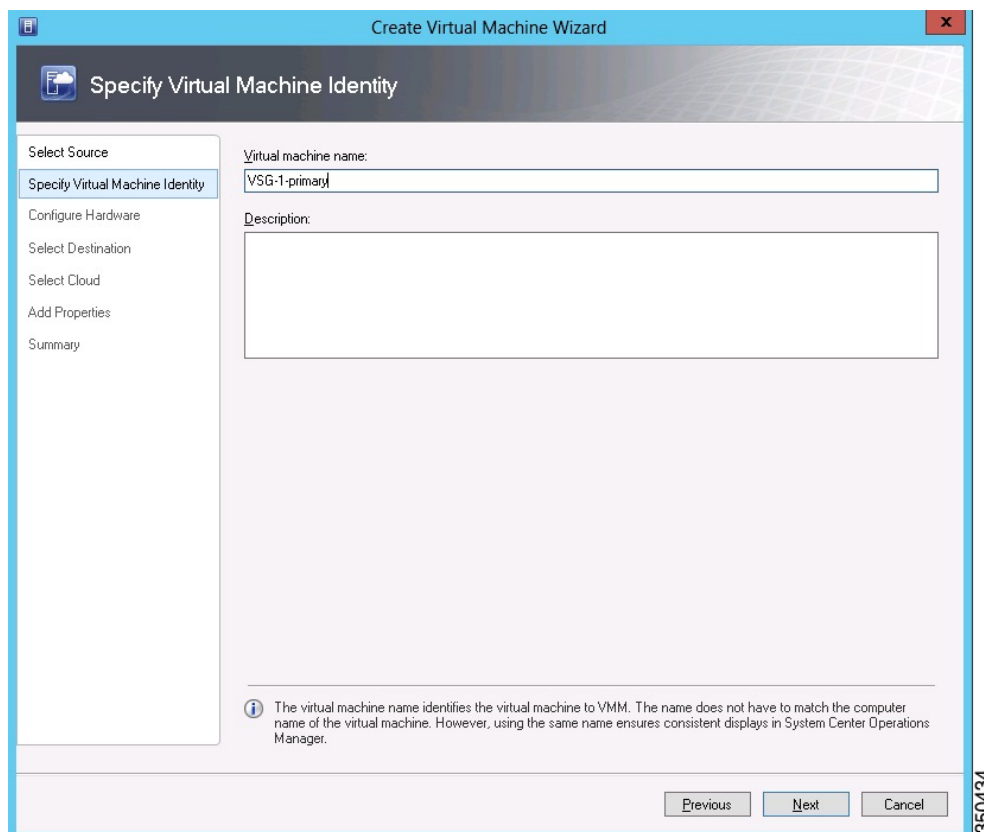 Create Virtual Machine Wizard
x
Specify Virtual Machine Identity
Select Source
Specify Virtual Machine Identity
Configure Hardware
Select Destination
Select Cloud
Add Properties
Summary
Virtual machine name:
VSG-1-primary
Description:
The virtual machine name identifies the virtual machine to VMM. The name does not have to match the computer
name of the virtual machine. However, using the same name ensures consistent displays in System Center Operations
Manager.
Previous
Next
Cancel
350434